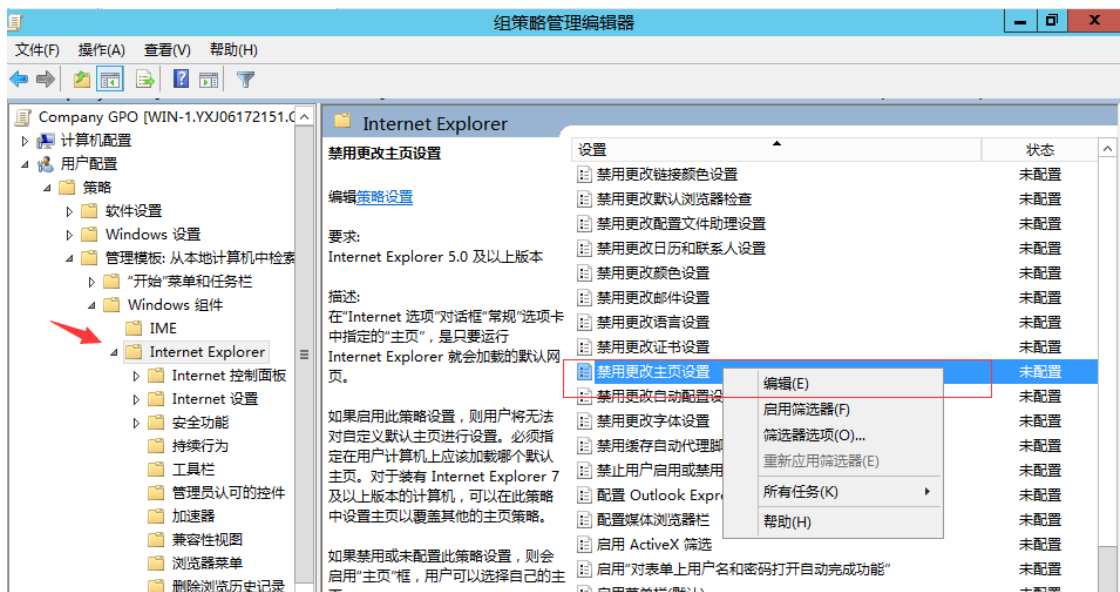 组策略管理编辑器
文件(F) 操作(A) 查看(V) 帮助(H)
Company GPO [WIN-1.YXJ06172151.C
计算机配置
用户配置
策略
软件设置
Windows 设置
管理模板: 从本地计算机中检索
"开始"菜单和任务栏
Windows 组件
IME
Internet Explorer
Internet 控制面板
Internet 设置
安全功能
持续行为
工具栏
管理员认可的控件
加速器
兼容性视图
浏览器菜单
删除浏览历史记录
Internet Explorer
禁用更改主页设置
编辑策略设置
要求:
Internet Explorer 5.0 及以上版本
描述:
在"Internet 选项"对话框"常规"选项卡
中指定的"主页"，是只要运行
Internet Explorer 就会加载的默认网
页。
如果启用此策略设置，则用户将无法
对自定义默认主页进行设置。必须指
定在用户计算机上应该加载哪个默认
主页。对于装有 Internet Explorer 7
及以上版本的计算机，可以在此策略
中设置主页以覆盖其他的主页策略。
如果禁用或未配置此策略设置，则会
启用"主页"框，用户可以选择自己的主
设置 状态
禁用更改链接颜色设置 未配置
禁用更改默认浏览器检查 未配置
禁用更改配置文件助理设置 未配置
禁用更改日历和联系人设置 未配置
禁用更改颜色设置 未配置
禁用更改邮件设置 未配置
禁用更改语言设置 未配置
禁用更改证书设置 未配置
禁用更改主页设置 未配置
禁用更改自动配置设 未配置
禁用更改字体设置 未配置
禁用缓存自动代理脚 未配置
禁止用户启用或禁用 未配置
配置 Outlook Expre 未配置
配置媒体浏览器栏 未配置
启用 ActiveX 筛选 未配置
启用"对表单上用户名和密码打开自动完成功能" 未配置
启用菜单栏(默认) 未配置
编辑(E)
启用筛选器(F)
筛选器选项(O)...
重新应用筛选器(E)
所有任务(K)
帮助(H)